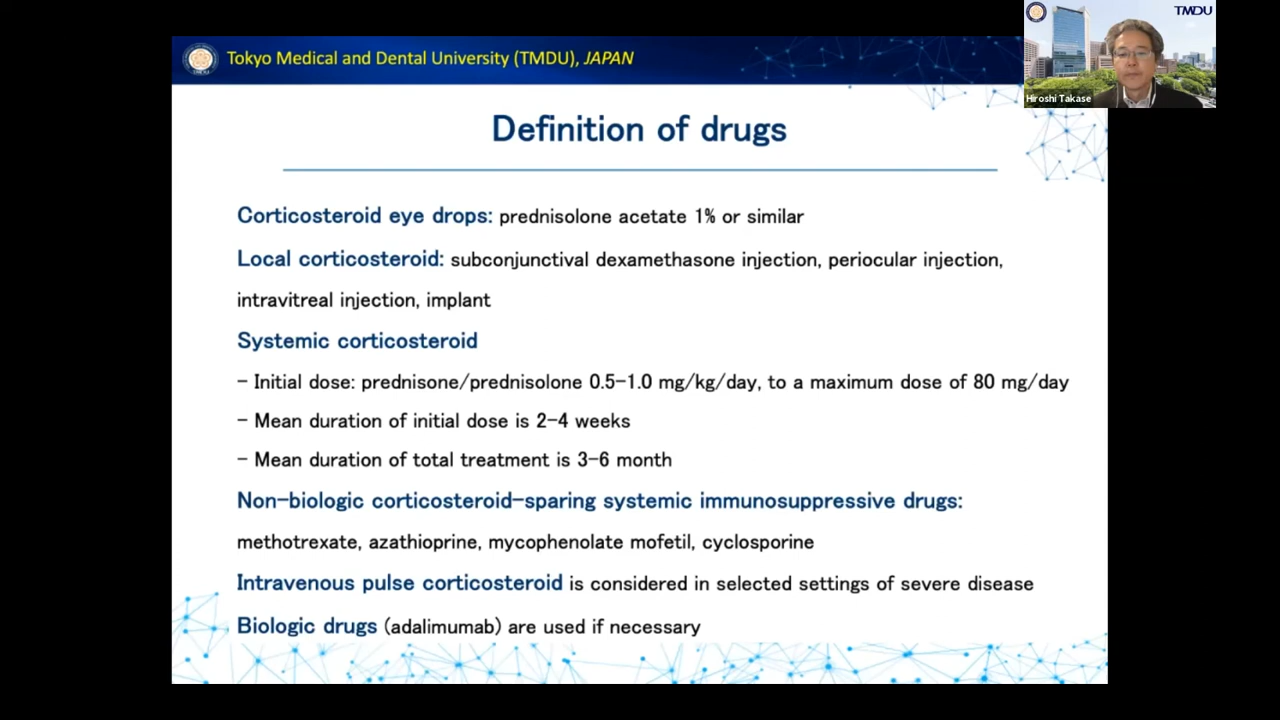 TMDU
Hiroshi Takase
Tokyo Medical and Dental University (TMDU), JAPAN
Definition of drugs
Corticosteroid eye drops: prednisolone acetate 1% or similar
Local corticosteroid: subconjunctival dexamethasone injection, periocular injection,
intravitreal injection, implant
Systemic corticosteroid
− Initial dose: prednisone/prednisolone 0.5−1.0 mg/kg/day, to a maximum dose of 80 mg/day
− Mean duration of initial dose is 2−4 weeks
− Mean duration of total treatment is 3−6 month
Non−biologic corticosteroid−sparing systemic immunosuppressive drugs:
methotrexate, azathioprine, mycophenolate mofetil, cyclosporine
Intravenous pulse corticosteroid is considered in selected settings of severe disease
Biologic drugs (adalimumab) are used if necessary